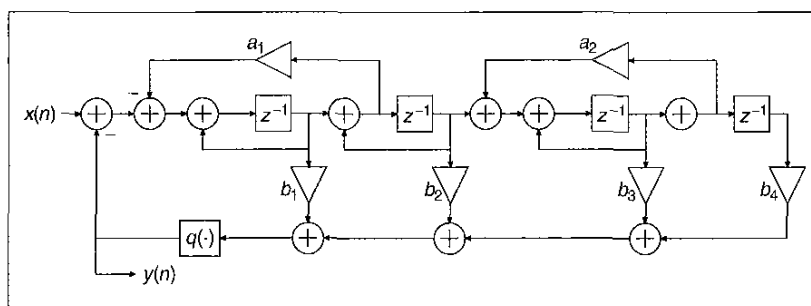 a₁ a₂
x(n) z⁻¹ z⁻¹ z⁻¹ z⁻¹
b₁ b₂ b₃ b₄
q(·)
y(n)